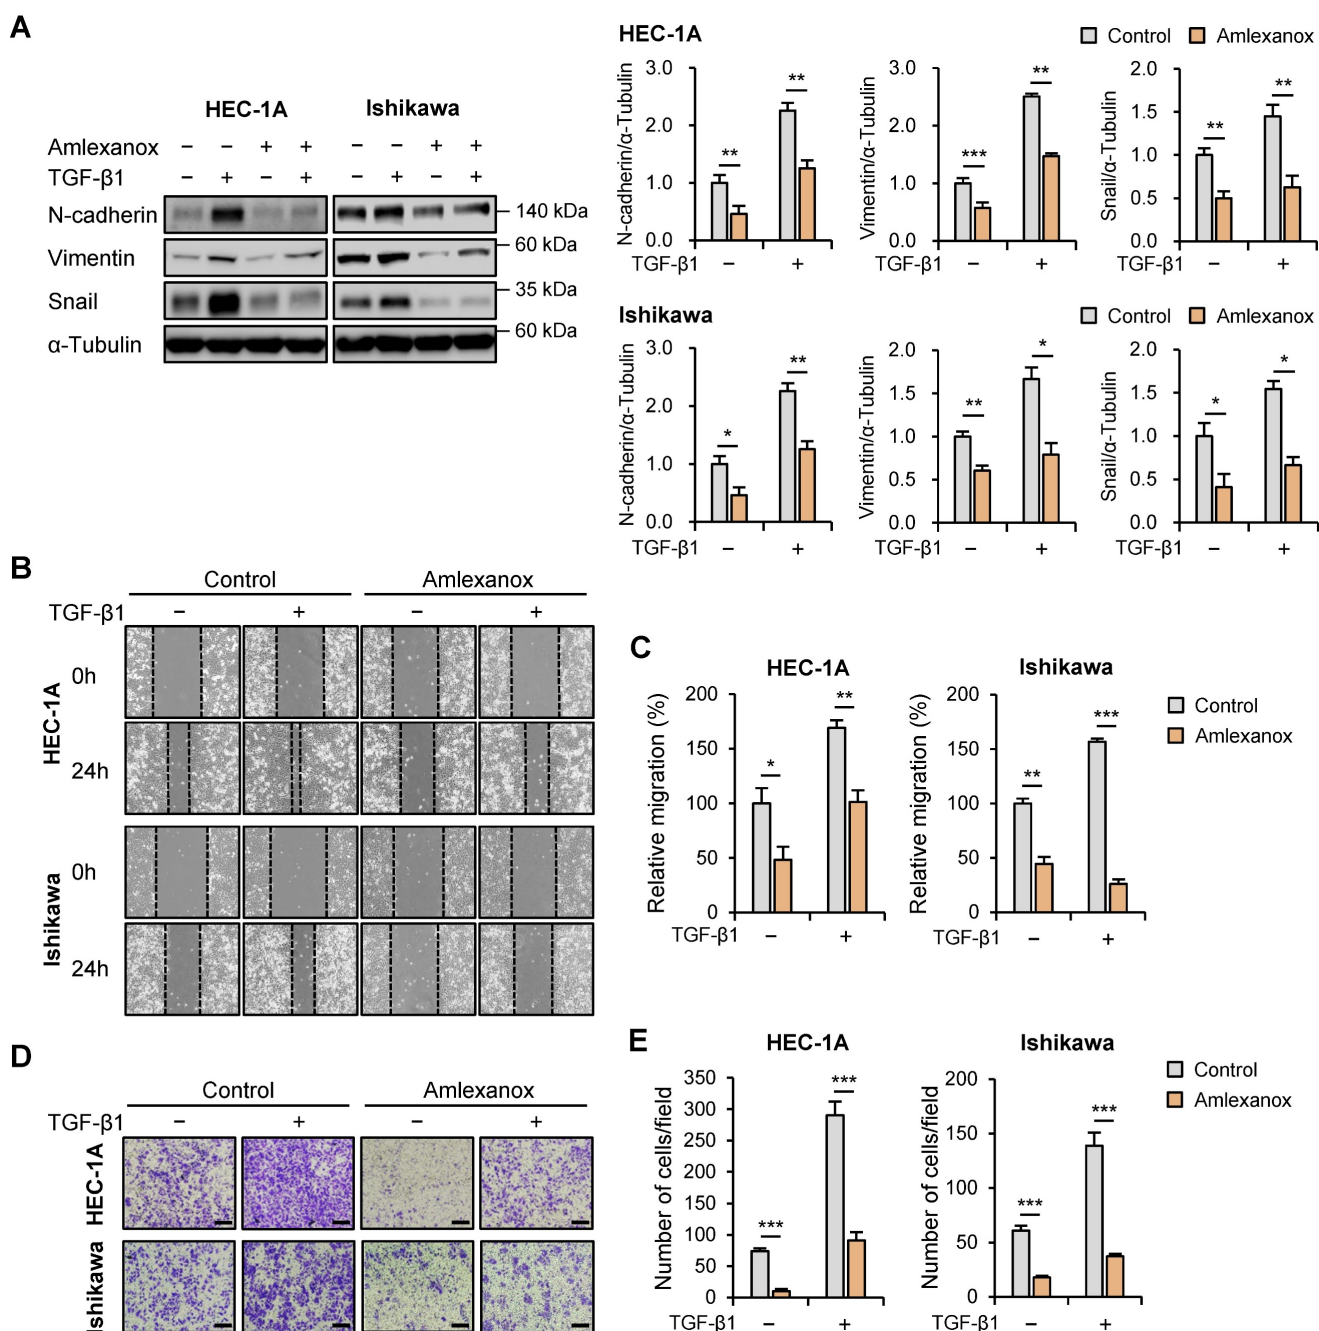 A
HEC-1A
Ishikawa
Amlexanox − − + + − − + +
TGF-β1 − + − + − + − +
N-cadherin
140 kDa
Vimentin
60 kDa
Snail
35 kDa
α-Tubulin
60 kDa
HEC-1A
Control
Amlexanox
N-cadherin/α-Tubulin
3.0
2.0
1.0
0.0
**
**
TGF-β1 − +
Vimentin/α-Tubulin
3.0
2.0
1.0
0.0
***
**
TGF-β1 − +
Snail/α-Tubulin
2.0
1.5
1.0
0.5
0.0
**
**
TGF-β1 − +
Ishikawa
Control
Amlexanox
N-cadherin/α-Tubulin
3.0
2.0
1.0
0.0
*
**
TGF-β1 − +
Vimentin/α-Tubulin
2.0
1.5
1.0
0.5
0.0
**
*
TGF-β1 − +
Snail/α-Tubulin
2.0
1.5
1.0
0.5
0.0
*
*
TGF-β1 − +
B
Control
Amlexanox
TGF-β1 − + − +
HEC-1A
0h
24h
Ishikawa
0h
24h
C
HEC-1A
Relative migration (%)
200
150
100
50
0
*
**
TGF-β1 − +
Ishikawa
Relative migration (%)
200
150
100
50
0
**
***
TGF-β1 − +
Control
Amlexanox
D
Control
Amlexanox
TGF-β1 − + − +
HEC-1A
Ishikawa
E
HEC-1A
Number of cells/field
350
300
250
200
150
100
50
0
***
***
TGF-β1 − +
Ishikawa
Number of cells/field
200
150
100
50
0
***
***
TGF-β1 − +
Control
Amlexanox